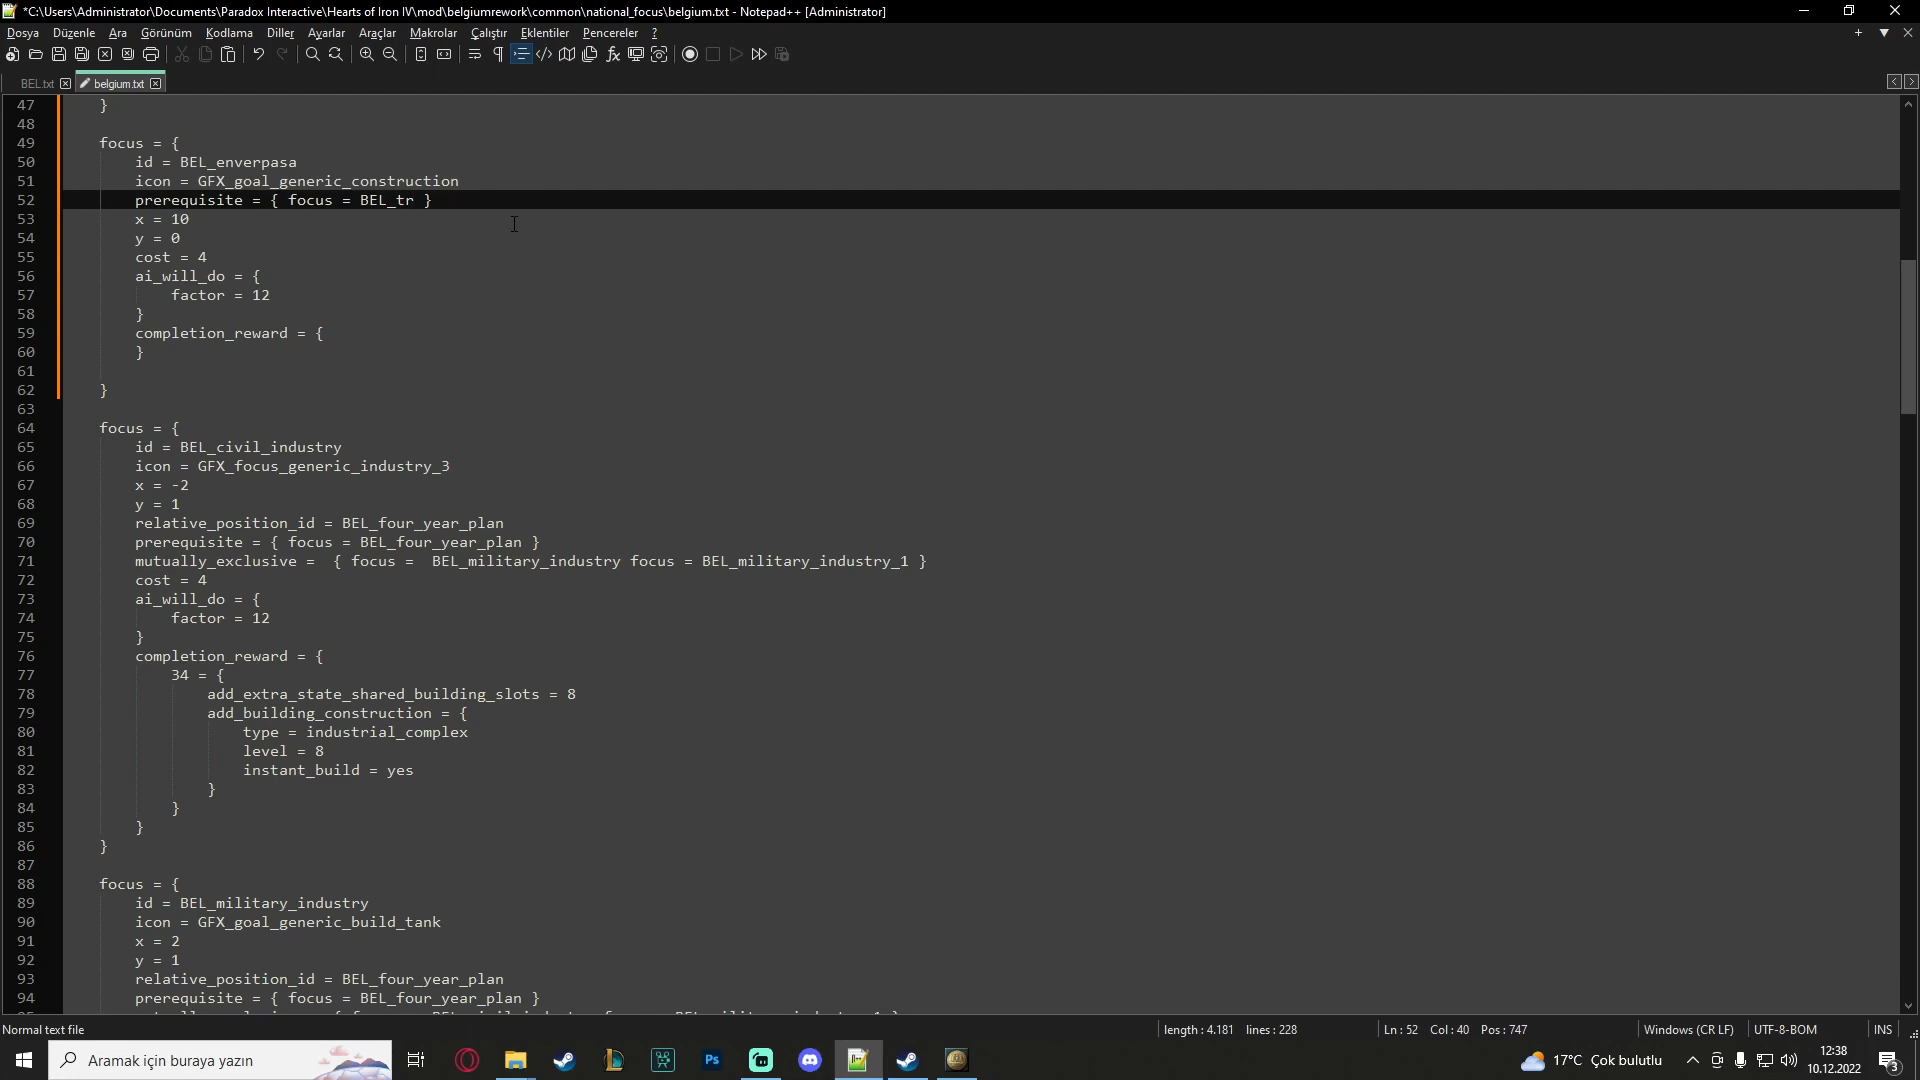 *C:\Users\Administrator\Documents\Paradox Interactive\Hearts of Iron IV\mod\belgiumrework\common\national_focus\belgium.txt - Notepad++ [Administrator]
Dosya Düzenle Ara Görünüm Kodlama Diller Ayarlar Araçlar Makrolar Çalıştır Eklentiler Pencereler ?
BEL.txt belgium.txt
47 }
48
49 focus = {
50 id = BEL_enverpasa
51 icon = GFX_goal_generic_construction
52 prerequisite = { focus = BEL_tr }
53 x = 10
54 y = 0
55 cost = 4
56 ai_will_do = {
57 factor = 12
58 }
59 completion_reward = {
60 }
61
62 }
63
64 focus = {
65 id = BEL_civil_industry
66 icon = GFX_focus_generic_industry_3
67 x = -2
68 y = 1
69 relative_position_id = BEL_four_year_plan
70 prerequisite = { focus = BEL_four_year_plan }
71 mutually_exclusive =  { focus =  BEL_military_industry focus = BEL_military_industry_1 }
72 cost = 4
73 ai_will_do = {
74 factor = 12
75 }
76 completion_reward = {
77 34 = {
78 add_extra_state_shared_building_slots = 8
79 add_building_construction = {
80 type = industrial_complex
81 level = 8
82 instant_build = yes
83 }
84 }
85 }
86 }
87
88 focus = {
89 id = BEL_military_industry
90 icon = GFX_goal_generic_build_tank
91 x = 2
92 y = 1
93 relative_position_id = BEL_four_year_plan
94 prerequisite = { focus = BEL_four_year_plan }
Normal text file length : 4.181 lines : 228 Ln : 52 Col : 40 Pos : 747 Windows (CR LF) UTF-8-BOM INS
Aramak için buraya yazın Ps 17°C Çok bulutlu 12:38
10.12.2022 3